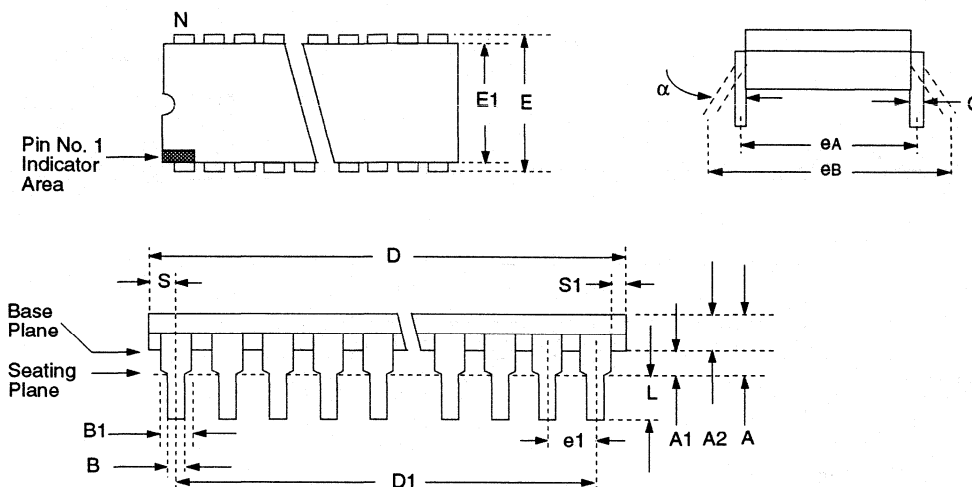 N
E1
E
Pin No. 1
Indicator
Area
α
C
eA
eB
D
S
S1
Base
Plane
Seating
Plane
L
B1
e1
A1
A2
A
B
D1